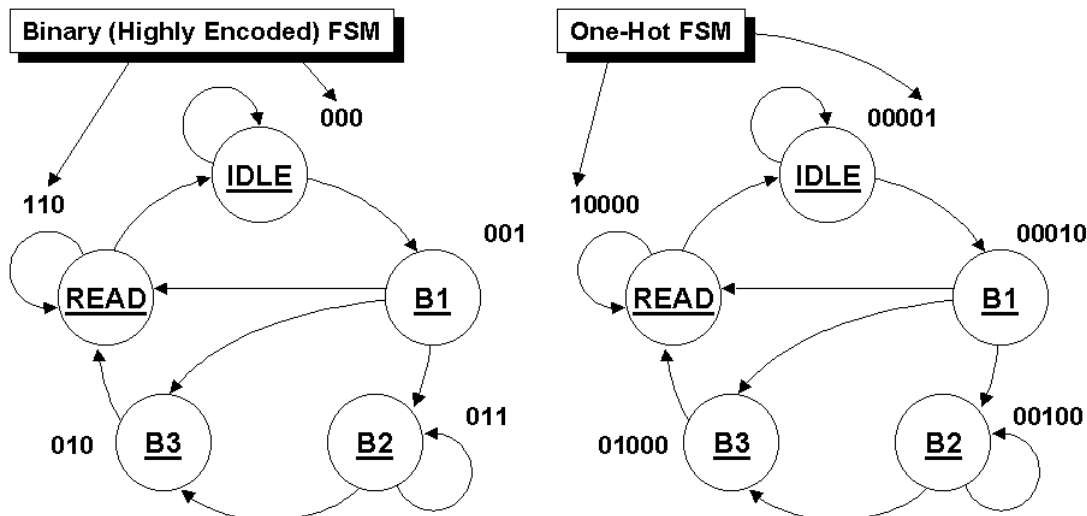 Binary (Highly Encoded) FSM
000
IDLE
110
001
READ
B1
011
010
B3
B2
One-Hot FSM
00001
IDLE
10000
00010
READ
B1
00100
01000
B3
B2